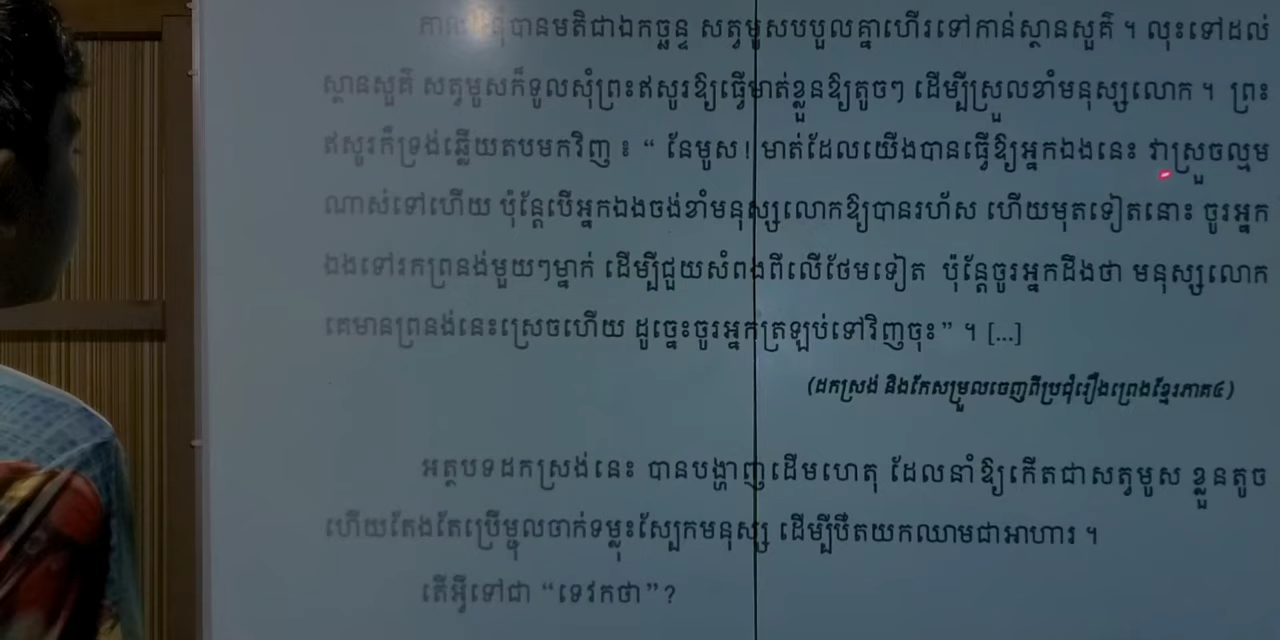 កាលមូសបានមតិជាឯកច្ឆន្ទ សត្វមូសបបួលគ្នាហើរទៅកាន់ស្ថានសួគ៌ ។ លុះទៅដល់
ស្ថានសួគ៌ សត្វមូសក៏ទូលសុំព្រះឥសូរឱ្យធ្វើមាត់ខ្លួនឱ្យតូចៗ ដើម្បីស្រួលខាំមនុស្សលោក ។ ព្រះ
ឥសូរក៏ទ្រង់ឆ្លើយតបមកវិញ ៖ “ នែមូស! មាត់ដែលយើងបានធ្វើឱ្យអ្នកឯងនេះ វាស្រួចល្មម
ណាស់ទៅហើយ ប៉ុន្តែបើអ្នកឯងចង់ខាំមនុស្សលោកឱ្យបានរហ័ស ហើយមុតទៀតនោះ ចូរអ្នក
ឯងទៅរកព្រនង់មួយៗម្នាក់ ដើម្បីជួយសំពងពីលើថែមទៀត ប៉ុន្តែចូរអ្នកដឹងថា មនុស្សលោក
គេមានព្រនង់នេះស្រេចហើយ ដូច្នេះចូរអ្នកត្រឡប់ទៅវិញចុះ” ។ [...]
(ដកស្រង់ និងកែសម្រួលចេញពីប្រជុំរឿងព្រេងខ្មែរភាគ៤)
អត្ថបទដកស្រង់នេះ បានបង្ហាញដើមហេតុ ដែលនាំឱ្យកើតជាសត្វមូស ខ្លួនតូច
ហើយតែងតែប្រើម្ជុលចាក់ទម្លុះស្បែកមនុស្ស ដើម្បីបឺតយកឈាមជាអាហារ ។
តើអ្វីទៅជា “ទេវកថា”?